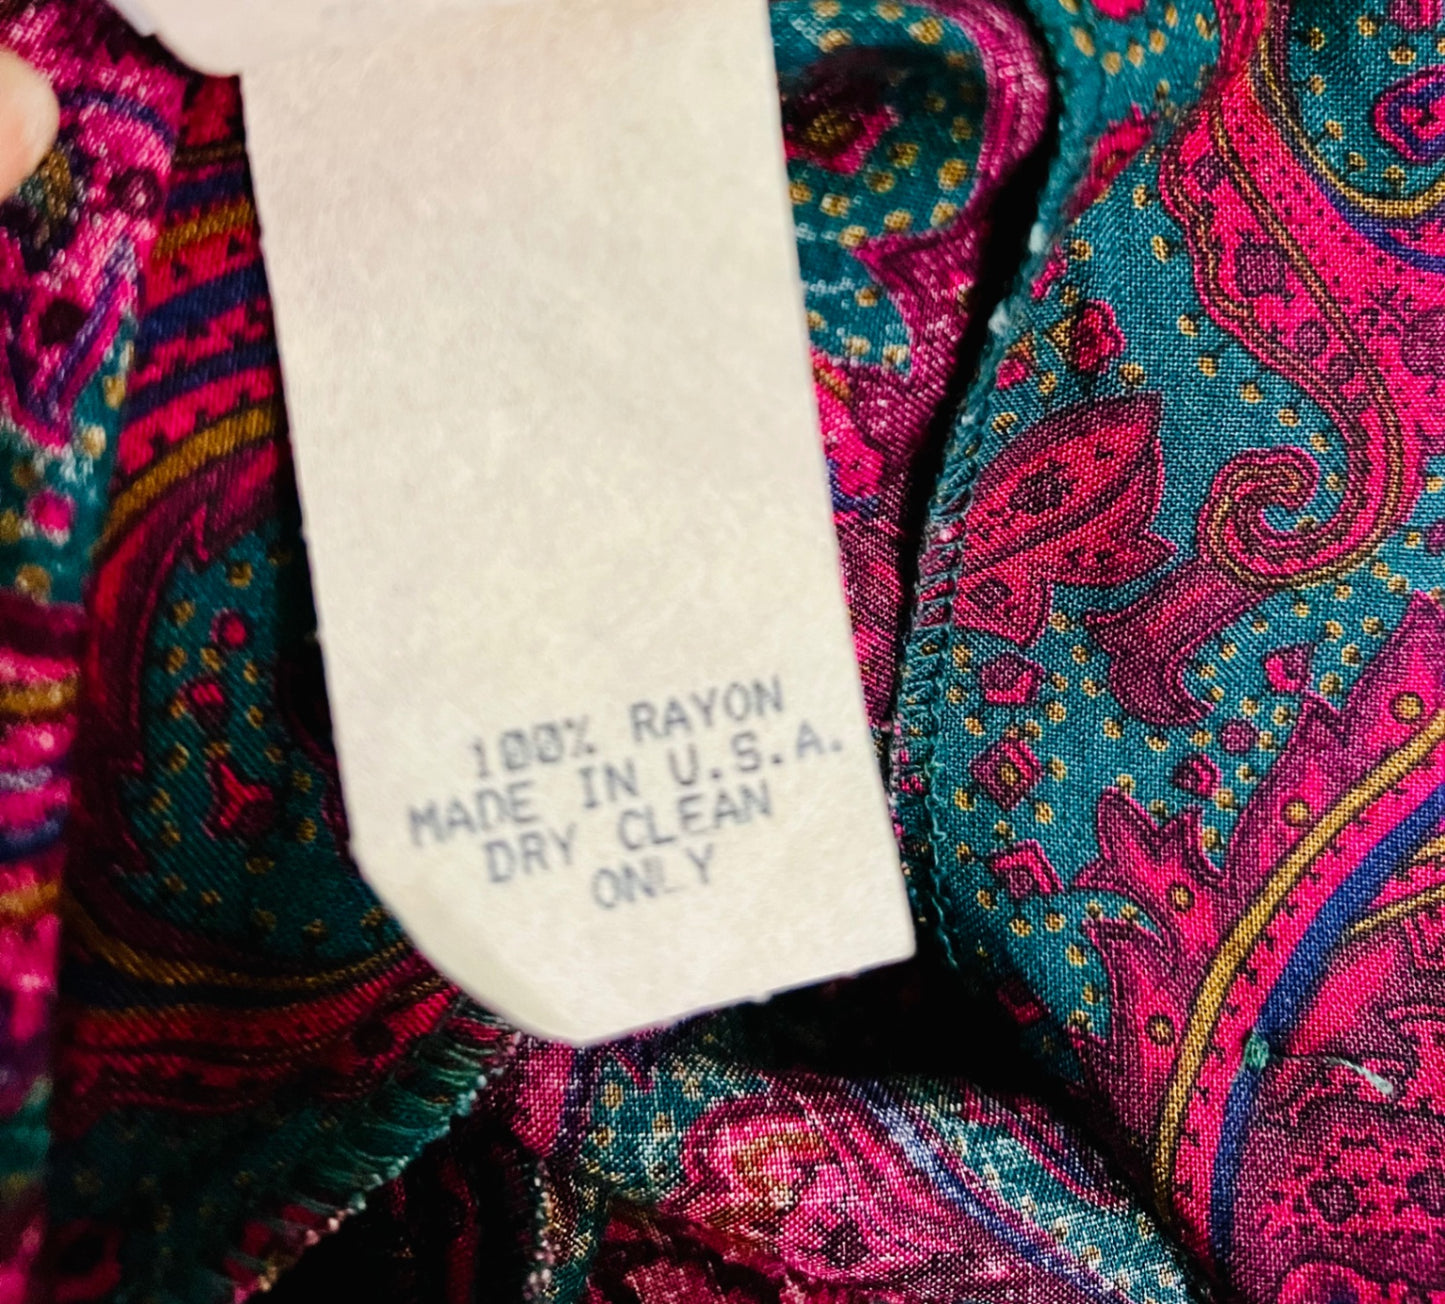 100% RAYON
MADE IN U.S.A.
DRY CLEAN
ONLY